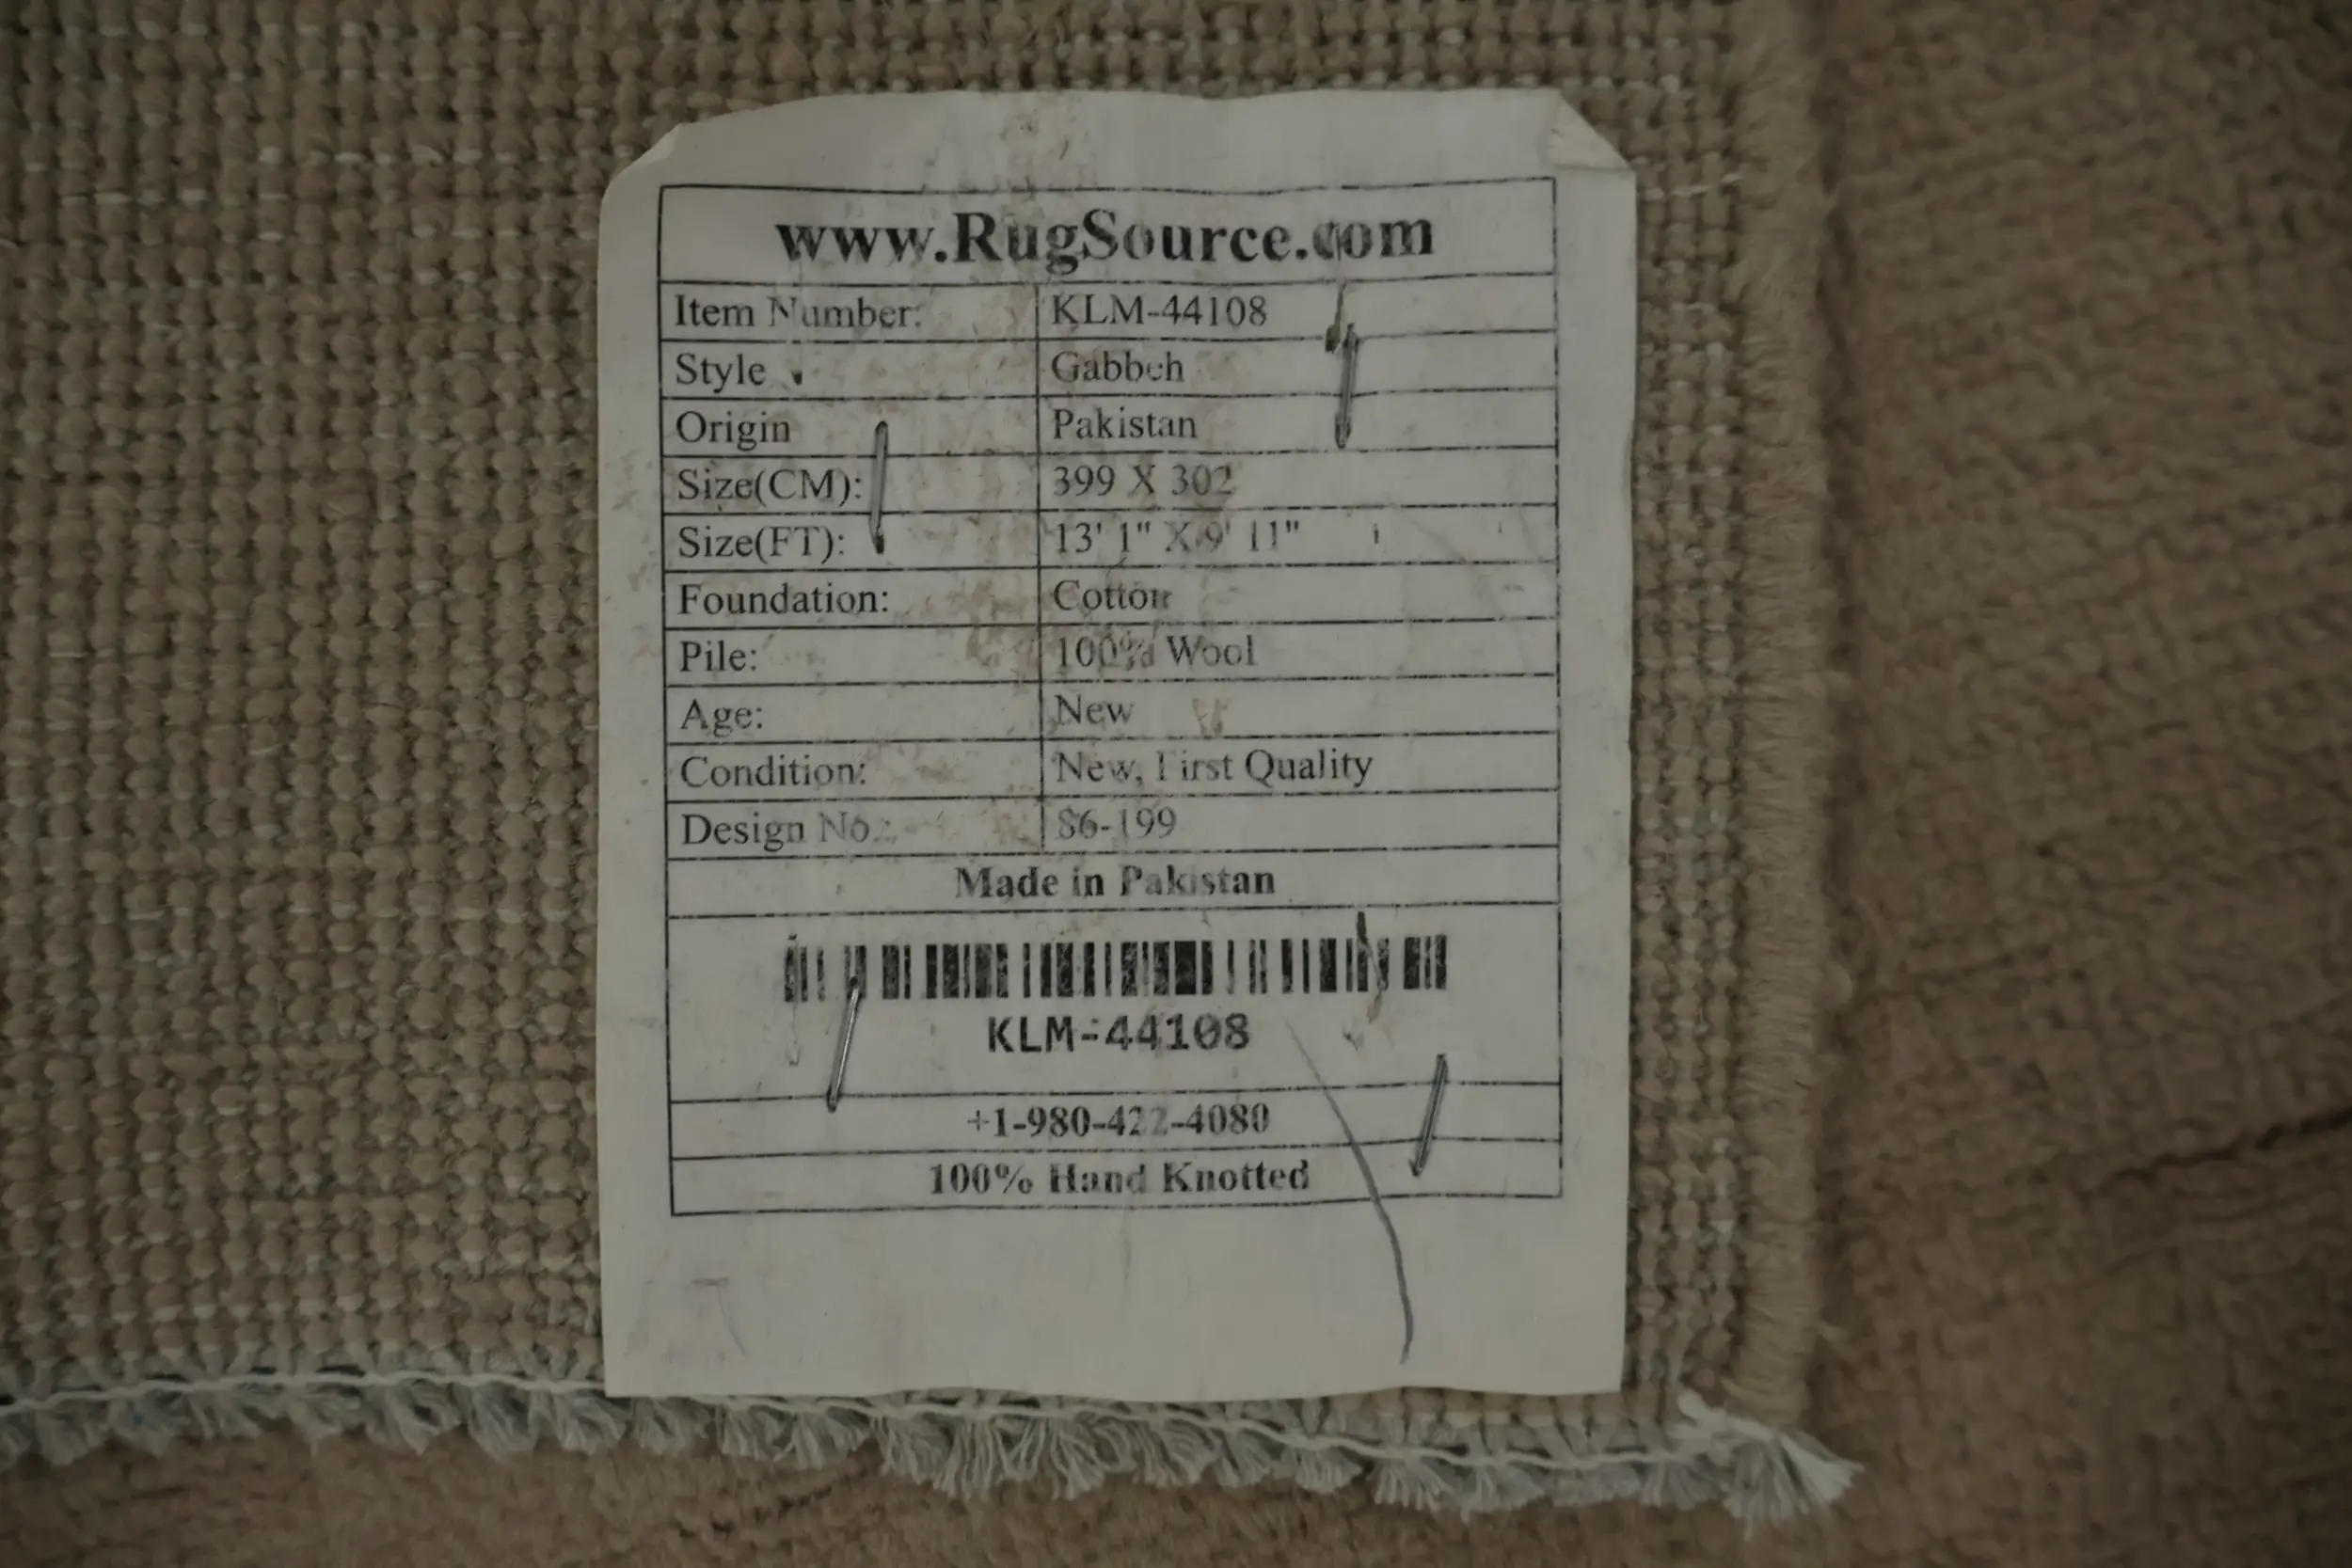 www.RugSource.com
Item Number: KLM-44108
Style Gabbeh
Origin Pakistan
Size(CM): 399 X 302
Size(FT): 13' 1" X 9' 11"
Foundation: Cotton
Pile: 100% Wool
Age: New
Condition: New, First Quality
Design No.: S6-199
Made in Pakistan
KLM-44108
+1-980-422-4080
100% Hand Knotted